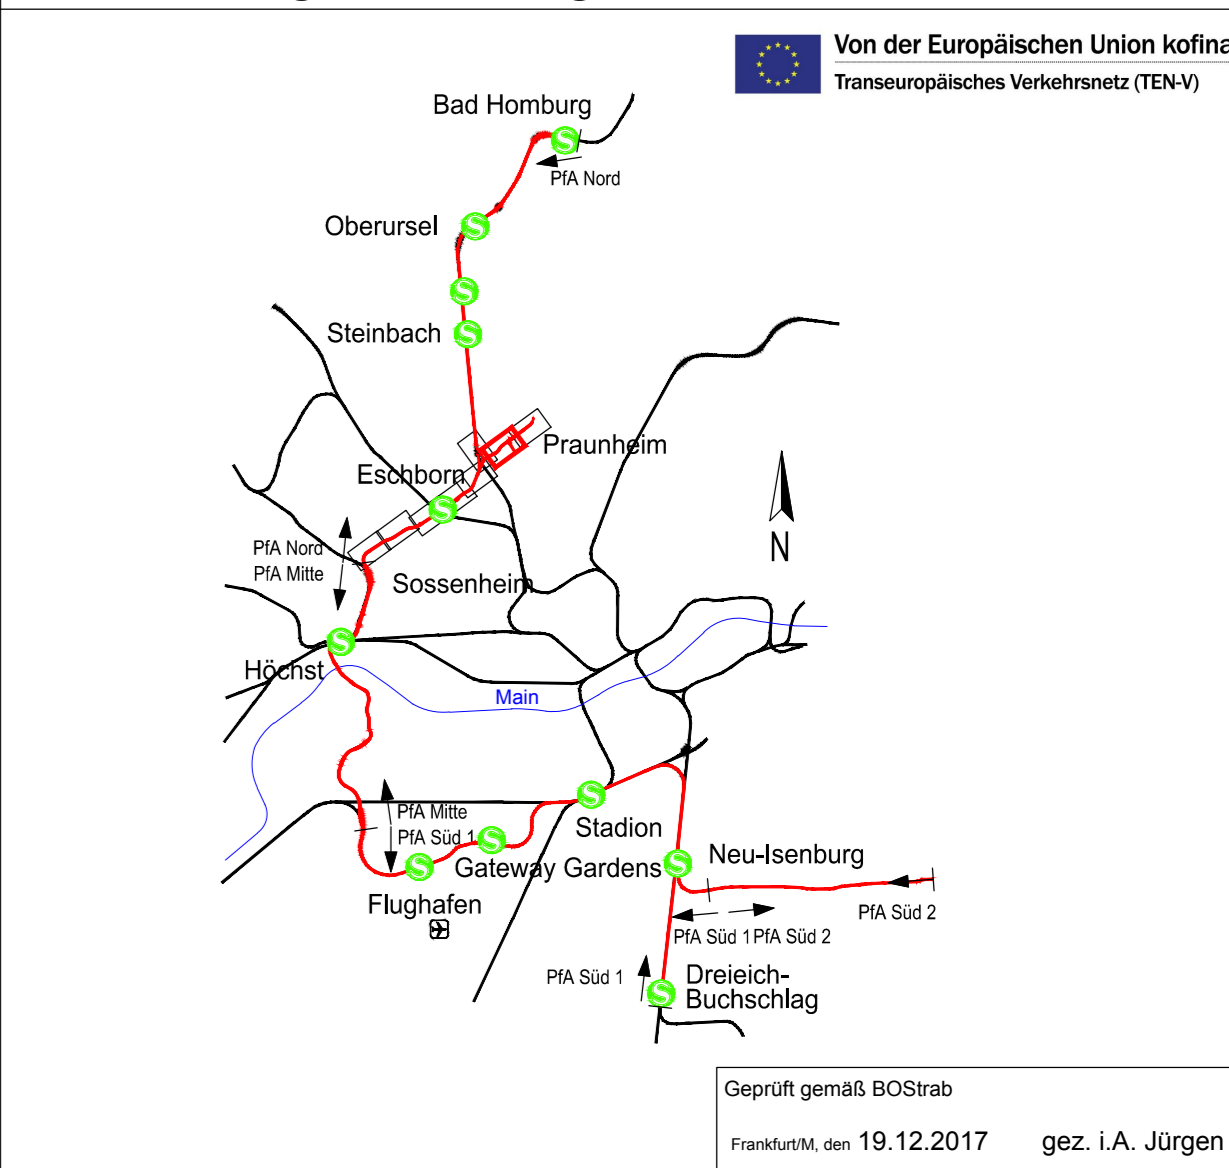 Von der Europäischen Union kofina
Transeuropäisches Verkehrsnetz (TEN-V)
Bad Homburg
PfA Nord
Oberursel
Steinbach
Praunheim
Eschborn
N
PfA Nord
PfA Mitte
Sossenheim
Höchst
Main
PfA Mitte
PfA Süd 1
Stadion
Gateway Gardens
Neu-Isenburg
Flughafen
PfA Süd 2
PfA Süd 1 PfA Süd 2
PfA Süd 1
Dreieich-
Buchschlag
Geprüft gemäß BOStrab
Frankfurt/M, den 19.12.2017 gez. i.A. Jürgen